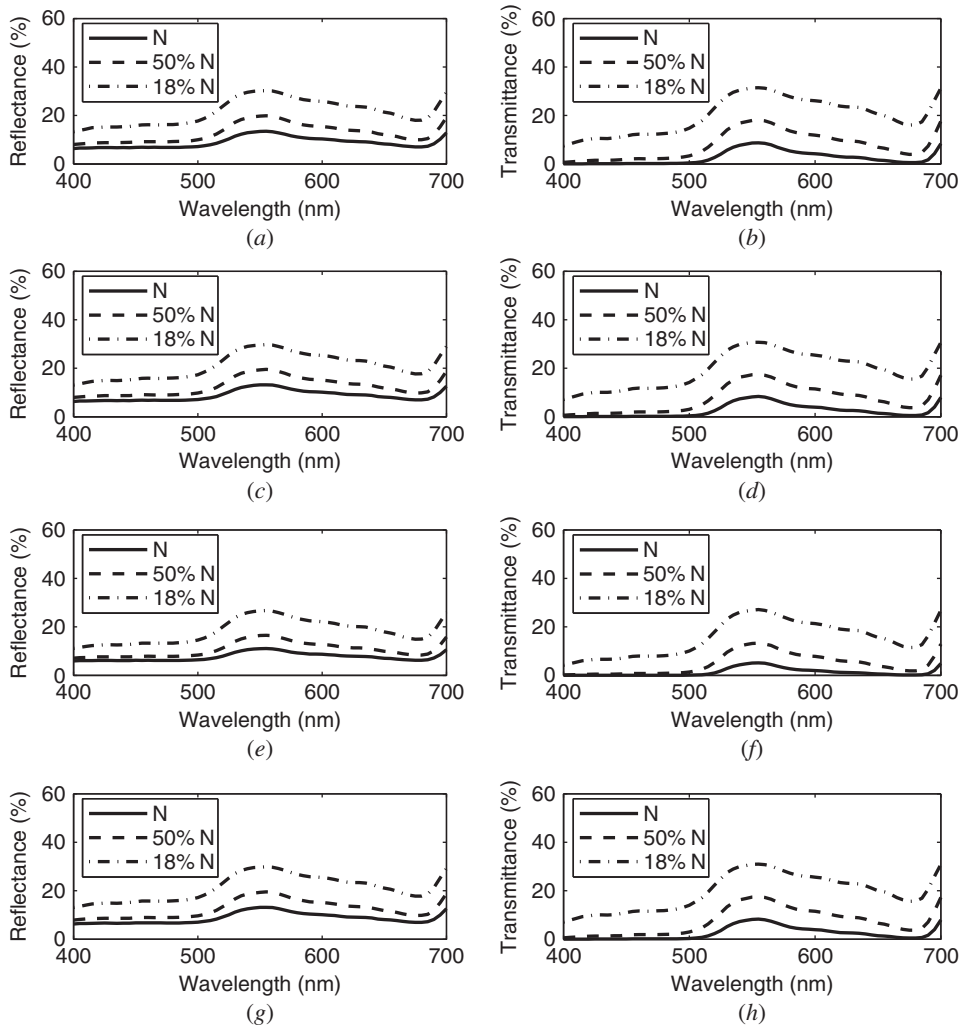 60
40
20
0
Reflectance (%)
N
50% N
18% N
400
500
600
700
Wavelength (nm)
(a)
60
40
20
0
Transmittance (%)
N
50% N
18% N
400
500
600
700
Wavelength (nm)
(b)
60
40
20
0
Reflectance (%)
N
50% N
18% N
400
500
600
700
Wavelength (nm)
(c)
60
40
20
0
Transmittance (%)
N
50% N
18% N
400
500
600
700
Wavelength (nm)
(d)
60
40
20
0
Reflectance (%)
N
50% N
18% N
400
500
600
700
Wavelength (nm)
(e)
60
40
20
0
Transmittance (%)
N
50% N
18% N
400
500
600
700
Wavelength (nm)
(f)
60
40
20
0
Reflectance (%)
N
50% N
18% N
400
500
600
700
Wavelength (nm)
(g)
60
40
20
0
Transmittance (%)
N
50% N
18% N
400
500
600
700
Wavelength (nm)
(h)